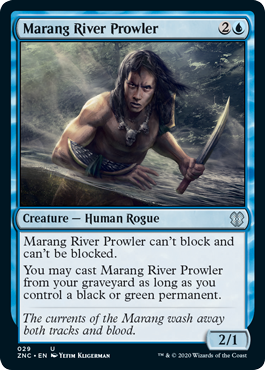 Marang River Prowler 2
Creature — Human Rogue
Marang River Prowler can't block and
can't be blocked.
You may cast Marang River Prowler
from your graveyard as long as you
control a black or green permanent.
The currents of the Marang wash away
both tracks and blood.
2/1
029 U
ZNC • EN Yefim Kligerman
™ & © 2020 Wizards of the Coast